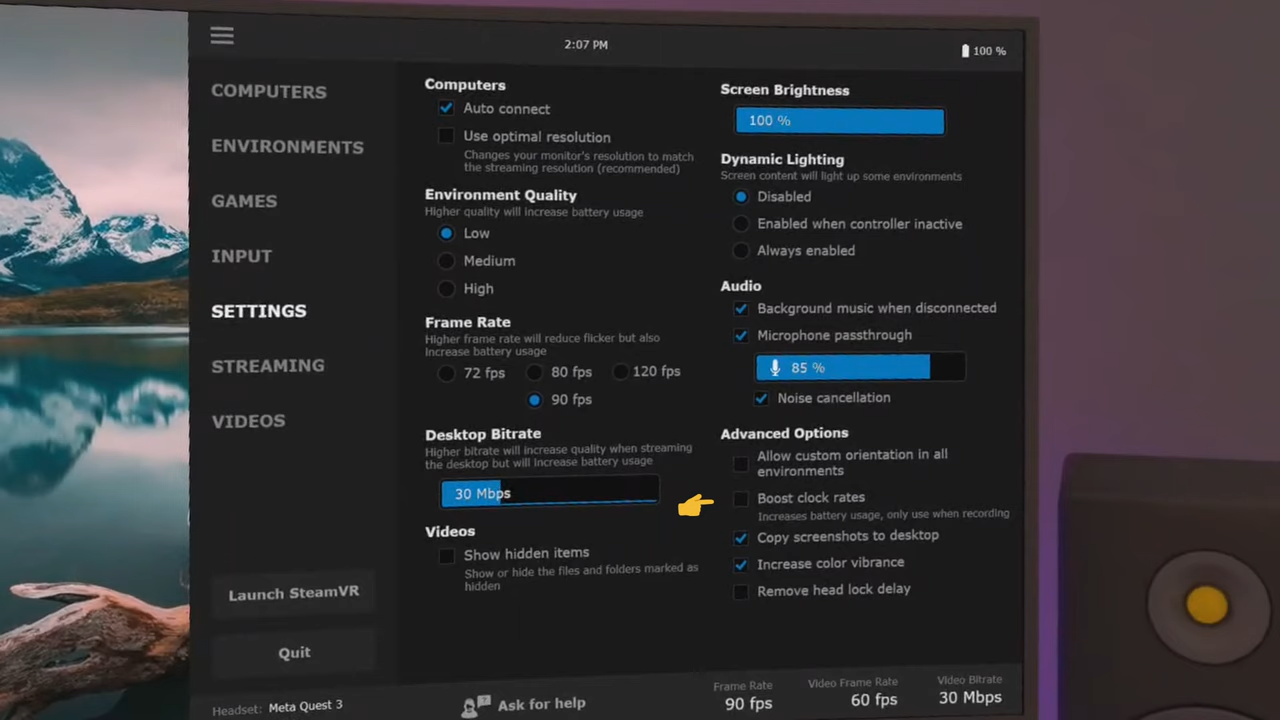 2:07 PM
100 %
COMPUTERS
ENVIRONMENTS
GAMES
INPUT
SETTINGS
STREAMING
VIDEOS
Launch SteamVR
Quit
Computers
Auto connect
Use optimal resolution
Changes your monitor's resolution to match
the streaming resolution (recommended)
Environment Quality
Higher quality will increase battery usage
Low
Medium
High
Frame Rate
Higher frame rate will reduce flicker but also
increase battery usage
72 fps
80 fps
120 fps
90 fps
Desktop Bitrate
Higher bitrate will increase quality when streaming
the desktop but will increase battery usage
30 Mbps
Videos
Show hidden items
Show or hide the files and folders marked as
hidden
Screen Brightness
100 %
Dynamic Lighting
Screen content will light up some environments
Disabled
Enabled when controller inactive
Always enabled
Audio
Background music when disconnected
Microphone passthrough
85 %
Noise cancellation
Advanced Options
Allow custom orientation in all
environments
Boost clock rates
Increases battery usage, only use when recording
Copy screenshots to desktop
Increase color vibrance
Remove head lock delay
Headset: Meta Quest 3
Ask for help
Frame Rate
90 fps
Video Frame Rate
60 fps
Video Bitrate
30 Mbps